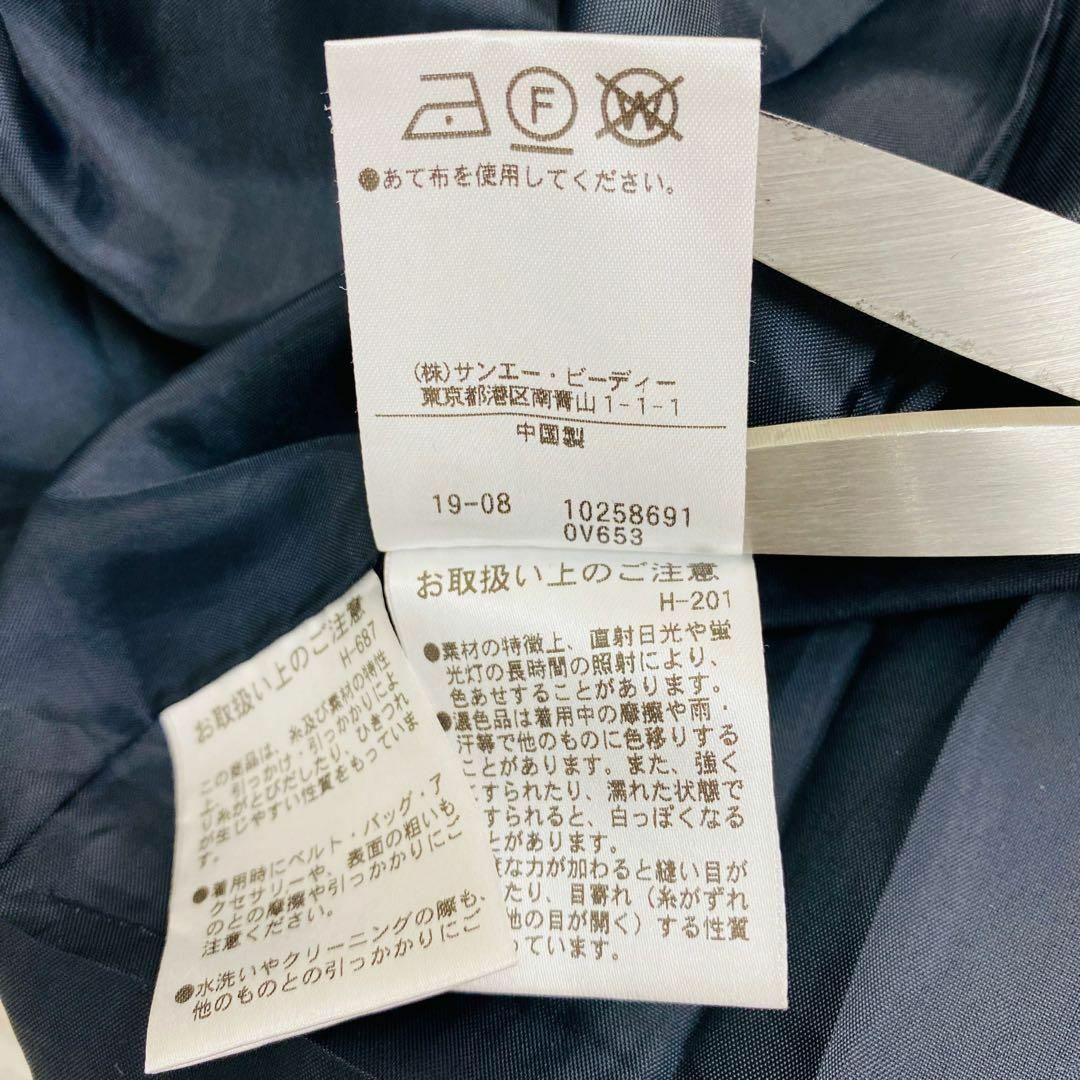 F W
●あて布を使用してください。
(株)サンエー・ビーディー
東京都港区南青山1-1-1
中国製
19-08 10258691
0V653
お取扱い上のご注意
H-201
●素材の特徴上、直射日光や蛍
光灯の長時間の照射により、
色あせすることがあります。
●濃色品は着用中の摩擦や雨・
汗等で他のものに色移りする
ことがあります。また、強く
こすられたり、濡れた状態で
すられると、白っぽくなる
とがあります。
な力が加わると縫い目が
たり、目寄れ(糸がずれ
他の目が開く)する性質
っています。
お取扱い上のご注意
H-687
この商品は、糸及び素材の特性
上、引っかけ・引っかかりによ
り糸がとびだしたり、ひきつれ
が生じやすい性質をもっていま
す。
●着用時にベルト・バッグ・ア
クセサリーや、表面の粗いも
のとの摩擦や引っかかりにご
注意ください。
●水洗いやクリーニングの際も、
他のものとの引っかかりにご